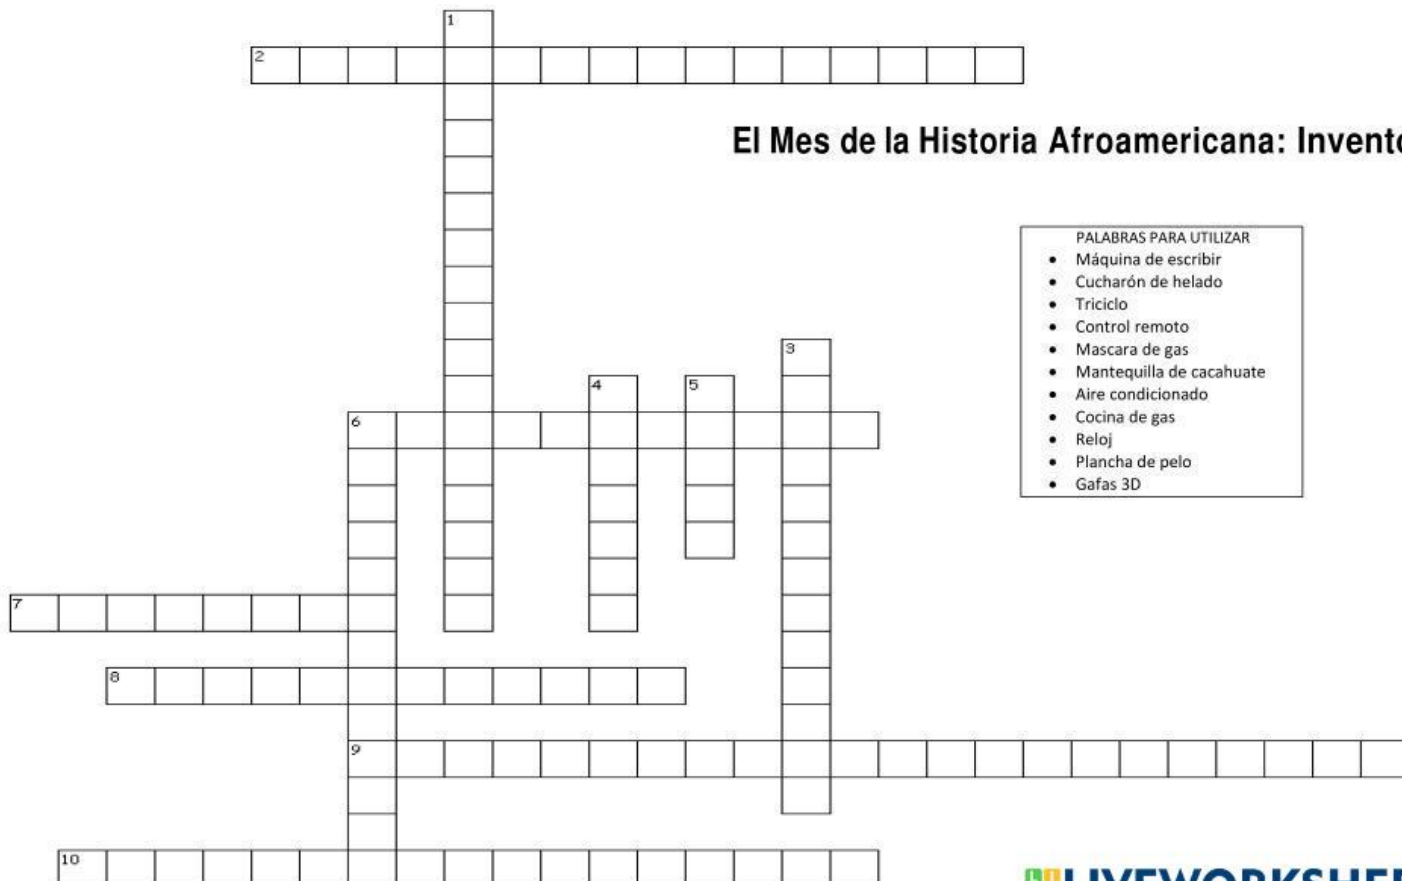 1
2
El Mes de la Historia Afroamericana: Invento
PALABRAS PARA UTILIZAR
• Máquina de escribir
• Cucharón de helado
• Triciclo
• Control remoto
• Mascara de gas
• Mantequilla de cacahuate
• Aire condicionado
• Cocina de gas
• Reloj
• Plancha de pelo
• Gafas 3D
3
4
5
6
7
8
9
10
LIVEWORKSHE